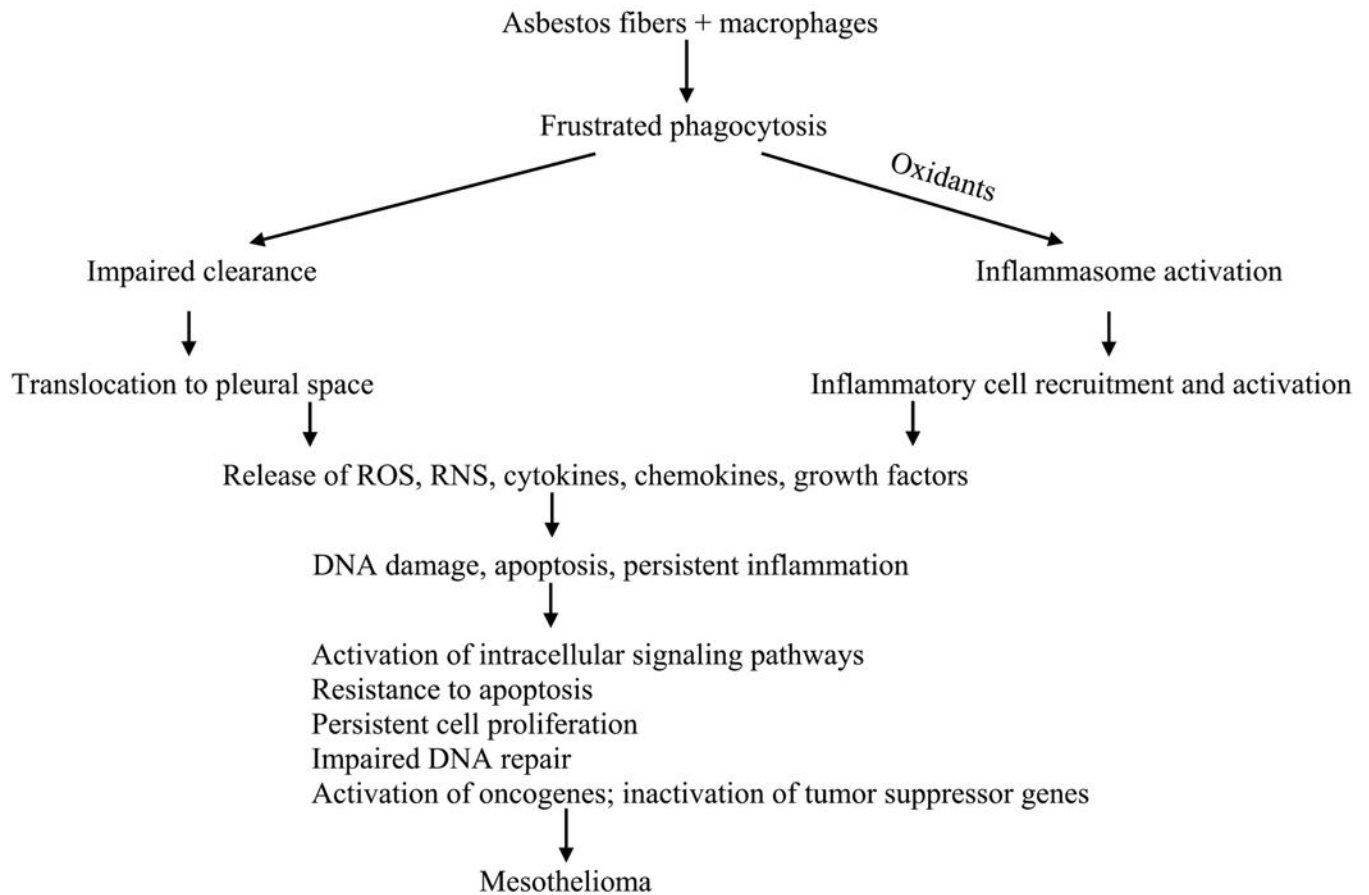 Asbestos fibers + macrophages
Frustrated phagocytosis
Oxidants
Impaired clearance
Inflammasome activation
Translocation to pleural space
Inflammatory cell recruitment and activation
Release of ROS, RNS, cytokines, chemokines, growth factors
DNA damage, apoptosis, persistent inflammation
Activation of intracellular signaling pathways
Resistance to apoptosis
Persistent cell proliferation
Impaired DNA repair
Activation of oncogenes; inactivation of tumor suppressor genes
Mesothelioma